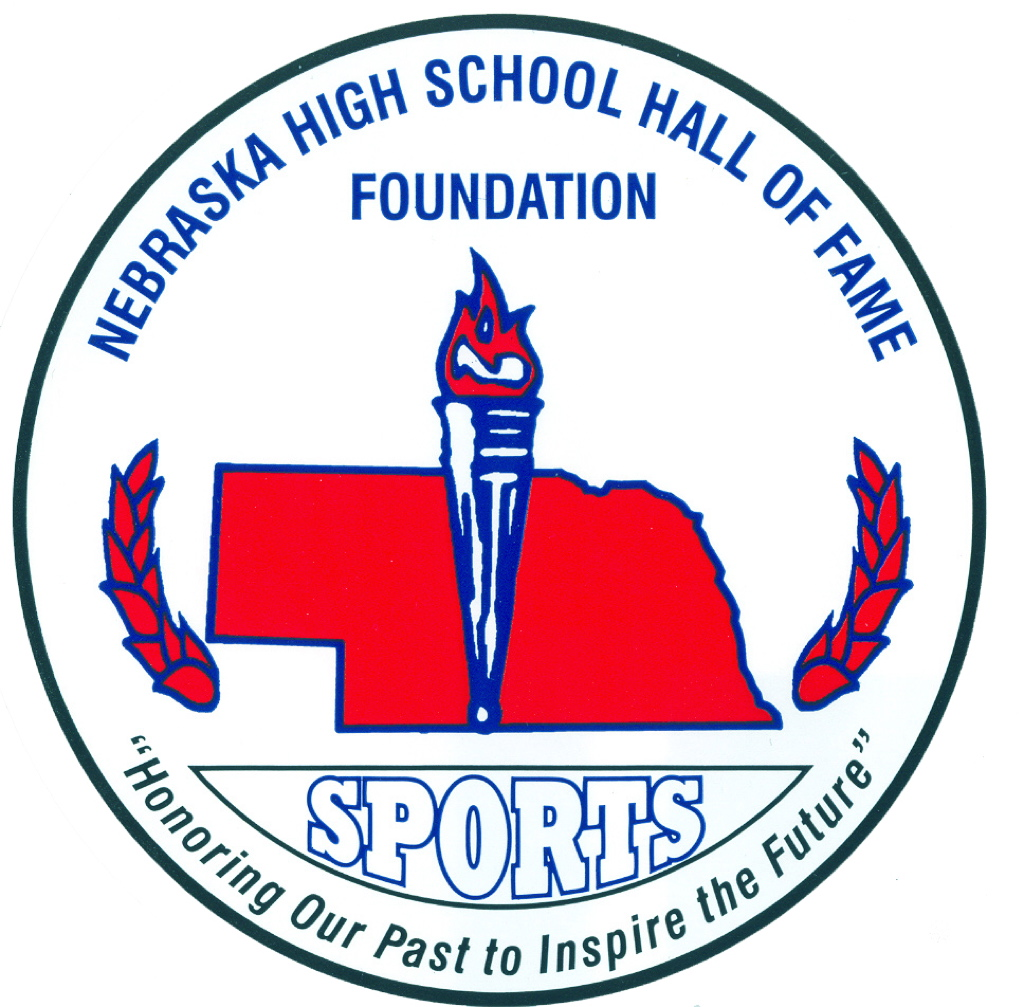 NEBRASKA HIGH SCHOOL HALL OF FAME
FOUNDATION
SPORTS
“Honoring Our Past to Inspire the Future”